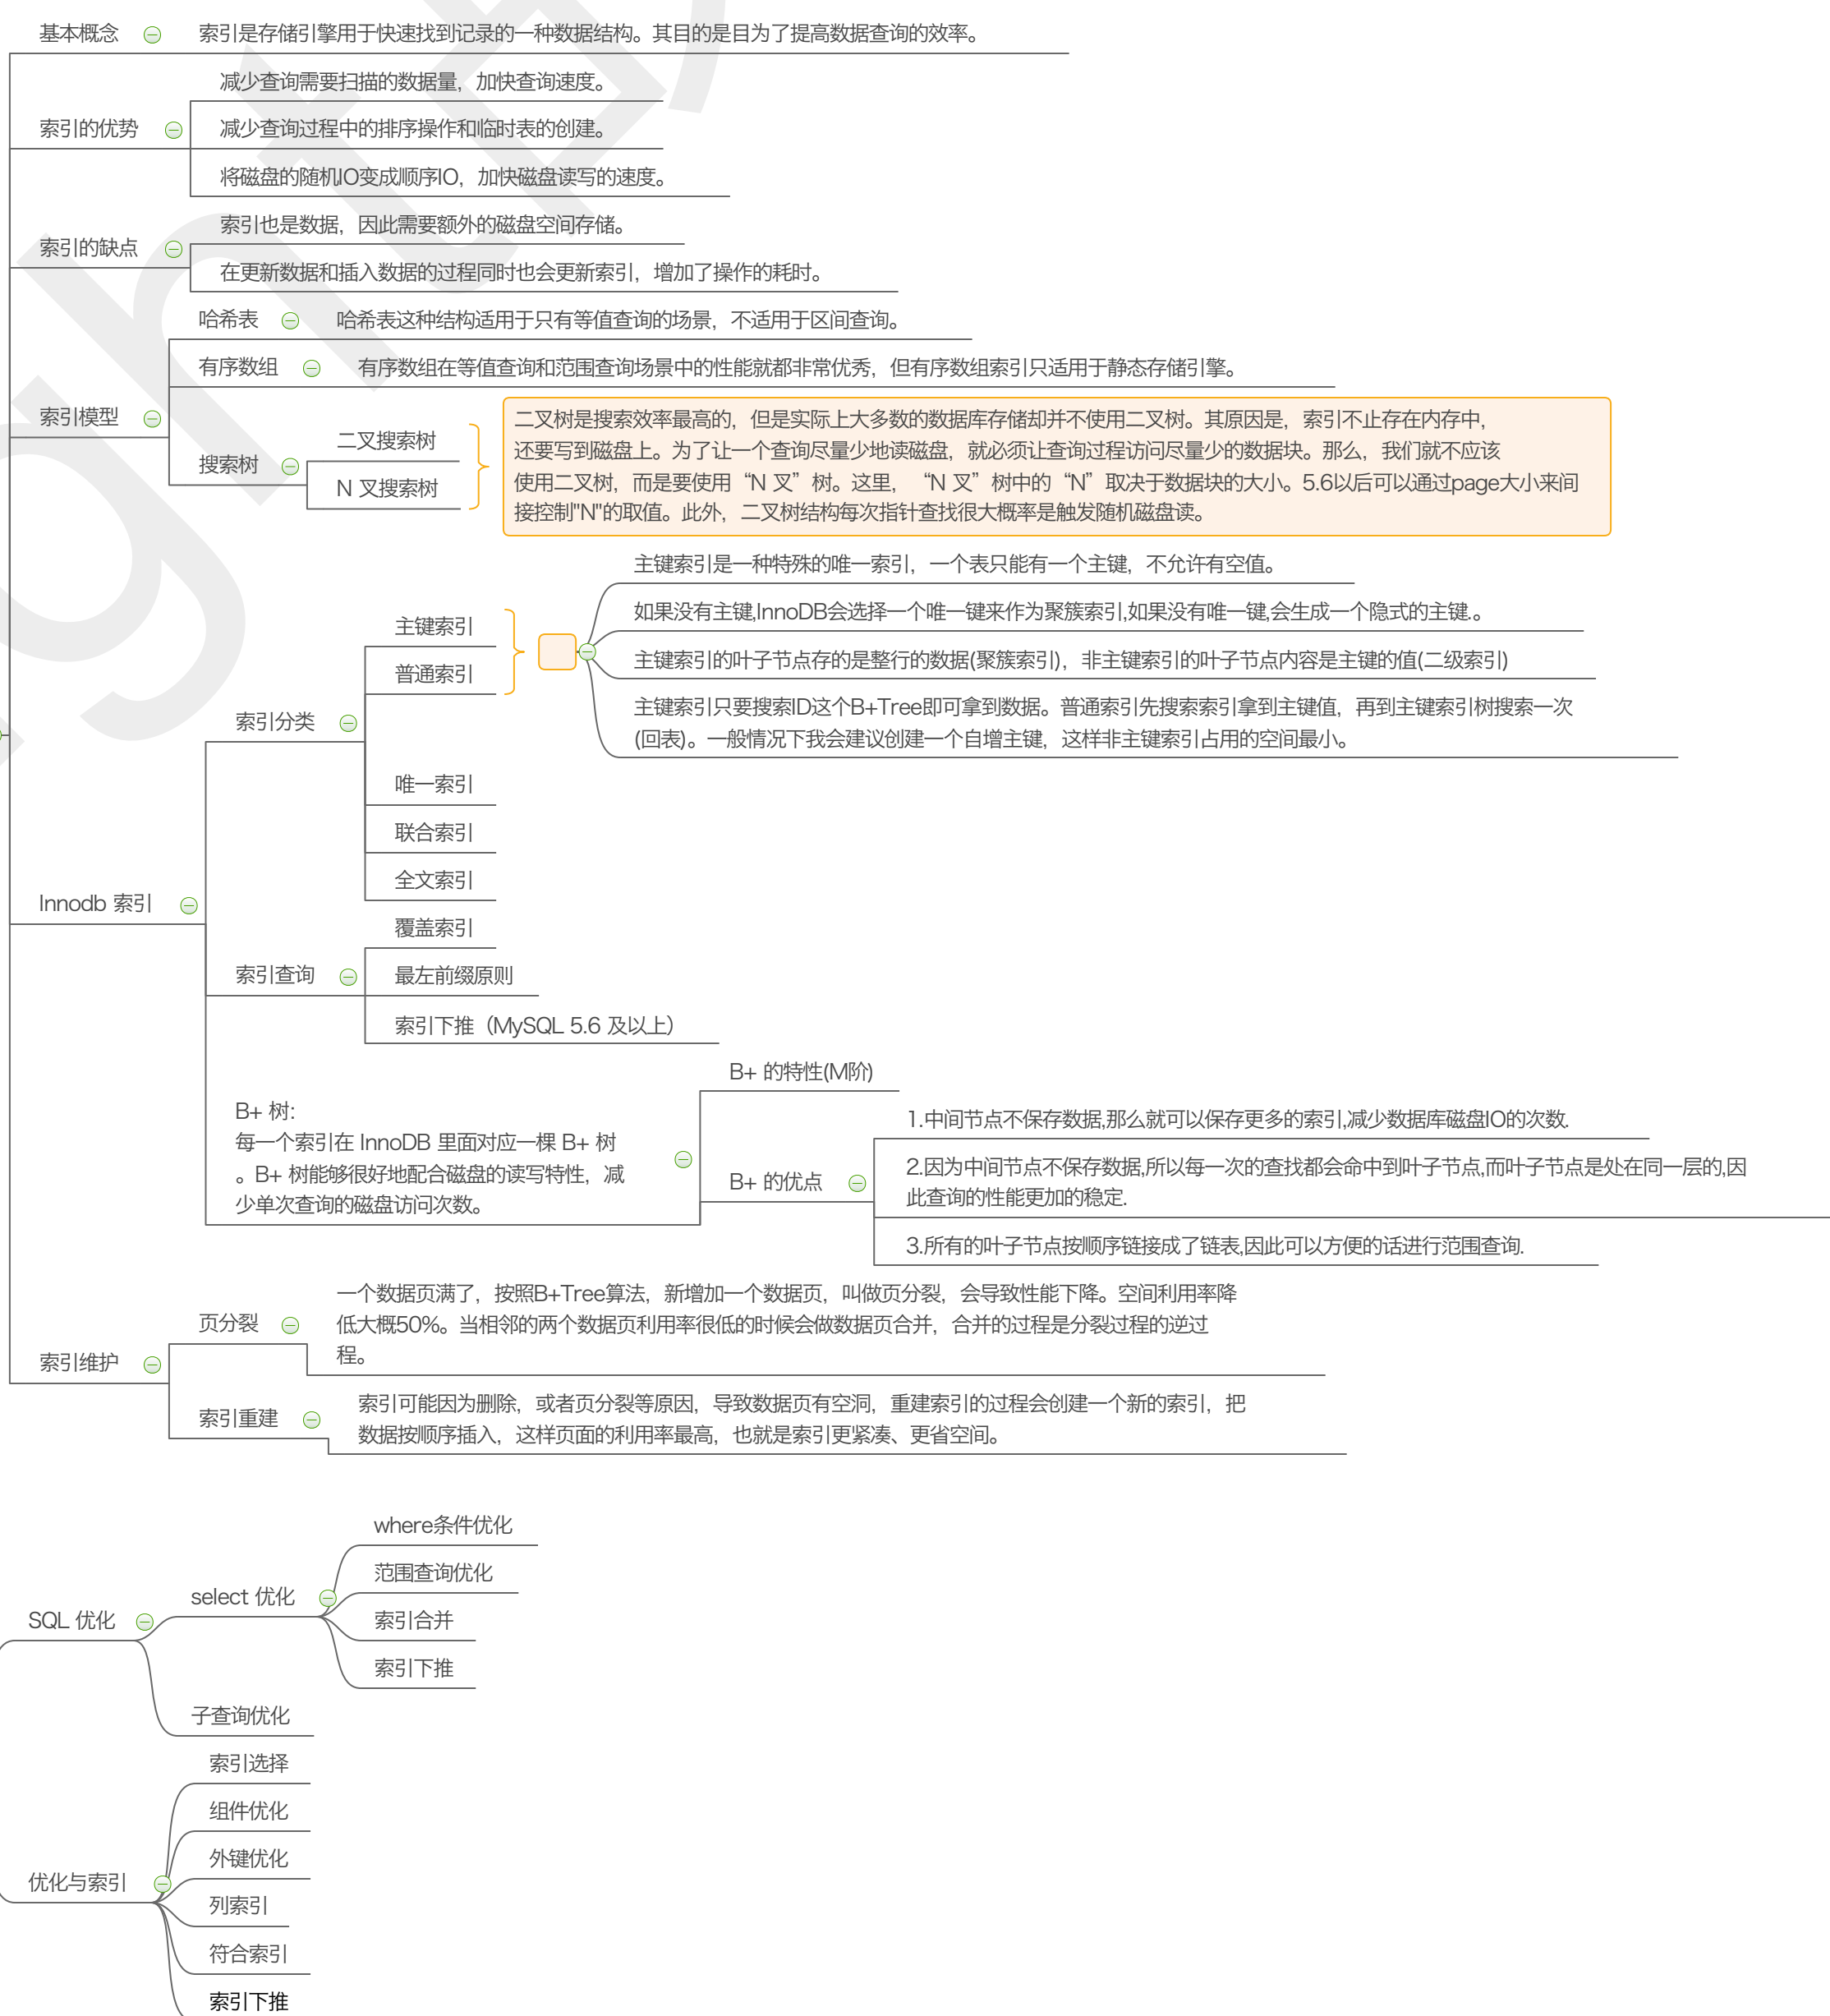 基本概念
索引是存储引擎用于快速找到记录的一种数据结构。其目的是目为了提高数据查询的效率。
索引的优势
减少查询需要扫描的数据量，加快查询速度。
减少查询过程中的排序操作和临时表的创建。
将磁盘的随机IO变成顺序IO，加快磁盘读写的速度。
索引的缺点
索引也是数据，因此需要额外的磁盘空间存储。
在更新数据和插入数据的过程同时也会更新索引，增加了操作的耗时。
索引模型
哈希表
哈希表这种结构适用于只有等值查询的场景，不适用于区间查询。
有序数组
有序数组在等值查询和范围查询场景中的性能就都非常优秀，但有序数组索引只适用于静态存储引擎。
搜索树
二叉搜索树
N 叉搜索树
二叉树是搜索效率最高的，但是实际上大多数的数据库存储却并不使用二叉树。其原因是，索引不止存在内存中，
还要写到磁盘上。为了让一个查询尽量少地读磁盘，就必须让查询过程访问尽量少的数据块。那么，我们就不应该
使用二叉树，而是要使用“N 叉”树。这里，“N 叉”树中的“N”取决于数据块的大小。5.6以后可以通过page大小来间
接控制"N"的取值。此外，二叉树结构每次指针查找很大概率是触发随机磁盘读。
Innodb 索引
索引分类
主键索引
普通索引
主键索引是一种特殊的唯一索引，一个表只能有一个主键，不允许有空值。
如果没有主键,InnoDB会选择一个唯一键来作为聚簇索引,如果没有唯一键,会生成一个隐式的主键.。
主键索引的叶子节点存的是整行的数据(聚簇索引)，非主键索引的叶子节点内容是主键的值(二级索引)
主键索引只要搜索ID这个B+Tree即可拿到数据。普通索引先搜索索引拿到主键值，再到主键索引树搜索一次
(回表)。一般情况下我会建议创建一个自增主键，这样非主键索引占用的空间最小。
唯一索引
联合索引
全文索引
索引查询
覆盖索引
最左前缀原则
索引下推（MySQL 5.6 及以上）
B+ 树:
每一个索引在 InnoDB 里面对应一棵 B+ 树
。B+ 树能够很好地配合磁盘的读写特性，减
少单次查询的磁盘访问次数。
B+ 的特性(M阶)
B+ 的优点
1.中间节点不保存数据,那么就可以保存更多的索引,减少数据库磁盘IO的次数.
2.因为中间节点不保存数据,所以每一次的查找都会命中到叶子节点,而叶子节点是处在同一层的,因
此查询的性能更加的稳定.
3.所有的叶子节点按顺序链接成了链表,因此可以方便的话进行范围查询.
索引维护
页分裂
一个数据页满了，按照B+Tree算法，新增加一个数据页，叫做页分裂，会导致性能下降。空间利用率降
低大概50%。当相邻的两个数据页利用率很低的时候会做数据页合并，合并的过程是分裂过程的逆过
程。
索引重建
索引可能因为删除，或者页分裂等原因，导致数据页有空洞，重建索引的过程会创建一个新的索引，把
数据按顺序插入，这样页面的利用率最高，也就是索引更紧凑、更省空间。
SQL 优化
select 优化
where条件优化
范围查询优化
索引合并
索引下推
子查询优化
优化与索引
索引选择
组件优化
外键优化
列索引
符合索引
索引下推